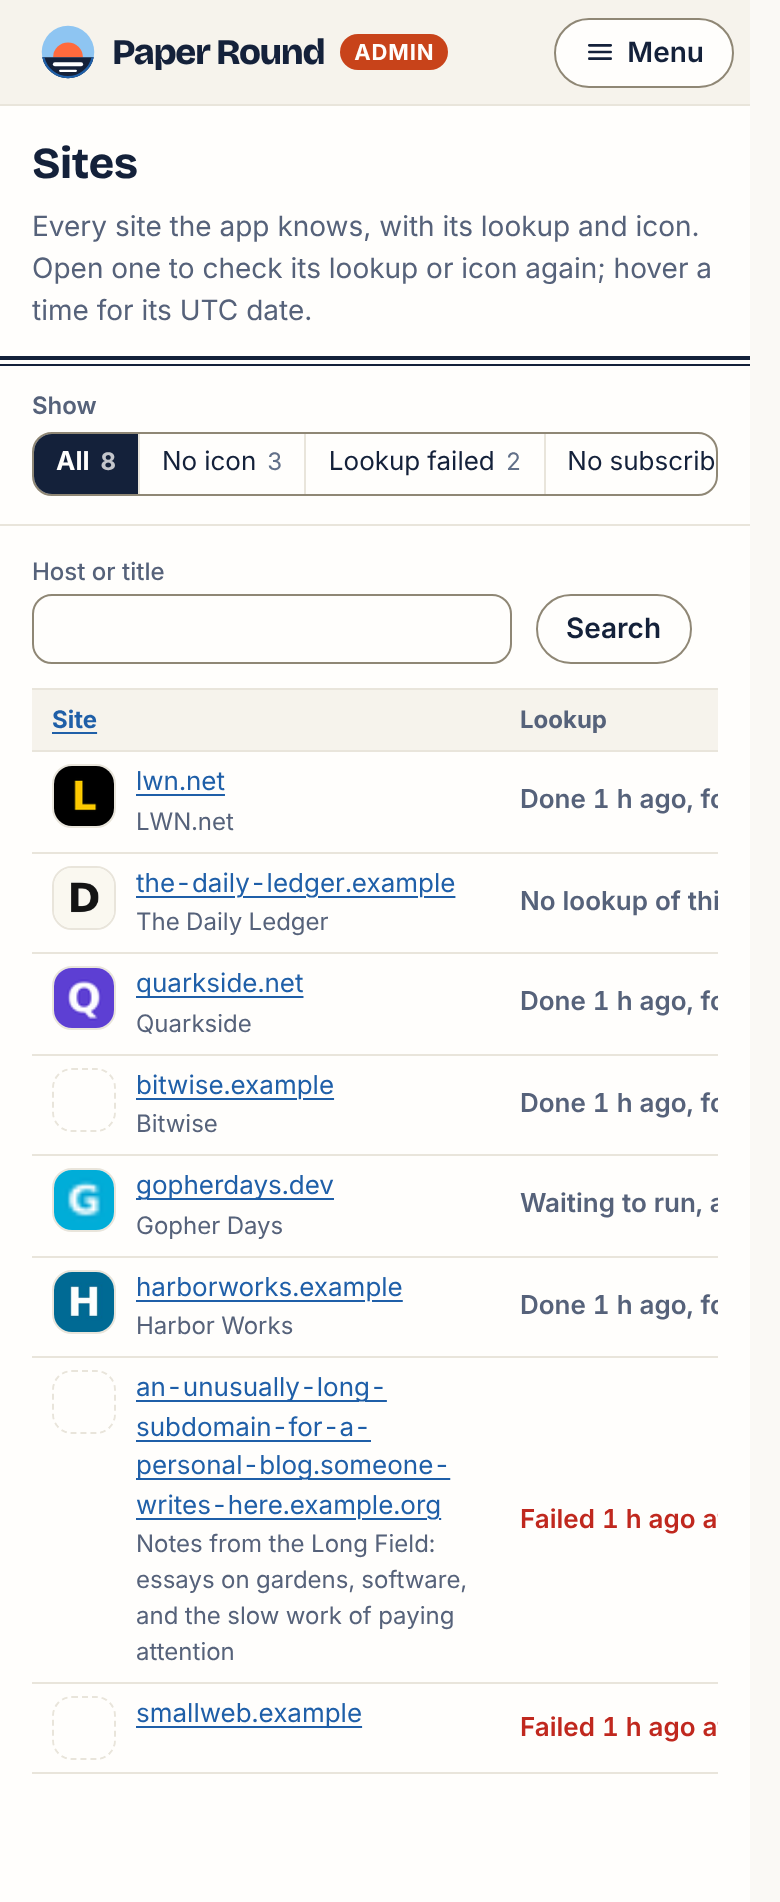 Paper Round ADMIN Menu
Sites
Every site the app knows, with its lookup and icon.
Open one to check its lookup or icon again; hover a
time for its UTC date.
Show
All 8 No icon 3 Lookup failed 2 No subscrib
Host or title
Search
Site Lookup
L lwn.net
LWN.net
Done 1 h ago, fo
D the-daily-ledger.example
The Daily Ledger
No lookup of thi
Q quarkside.net
Quarkside
Done 1 h ago, fo
bitwise.example
Bitwise
Done 1 h ago, fo
G gopherdays.dev
Gopher Days
Waiting to run, a
H harborworks.example
Harbor Works
Done 1 h ago, fo
an-unusually-long-
subdomain-for-a-
personal-blog.someone-
writes-here.example.org
Notes from the Long Field:
essays on gardens, software,
and the slow work of paying
attention
Failed 1 h ago a
smallweb.example
Failed 1 h ago a